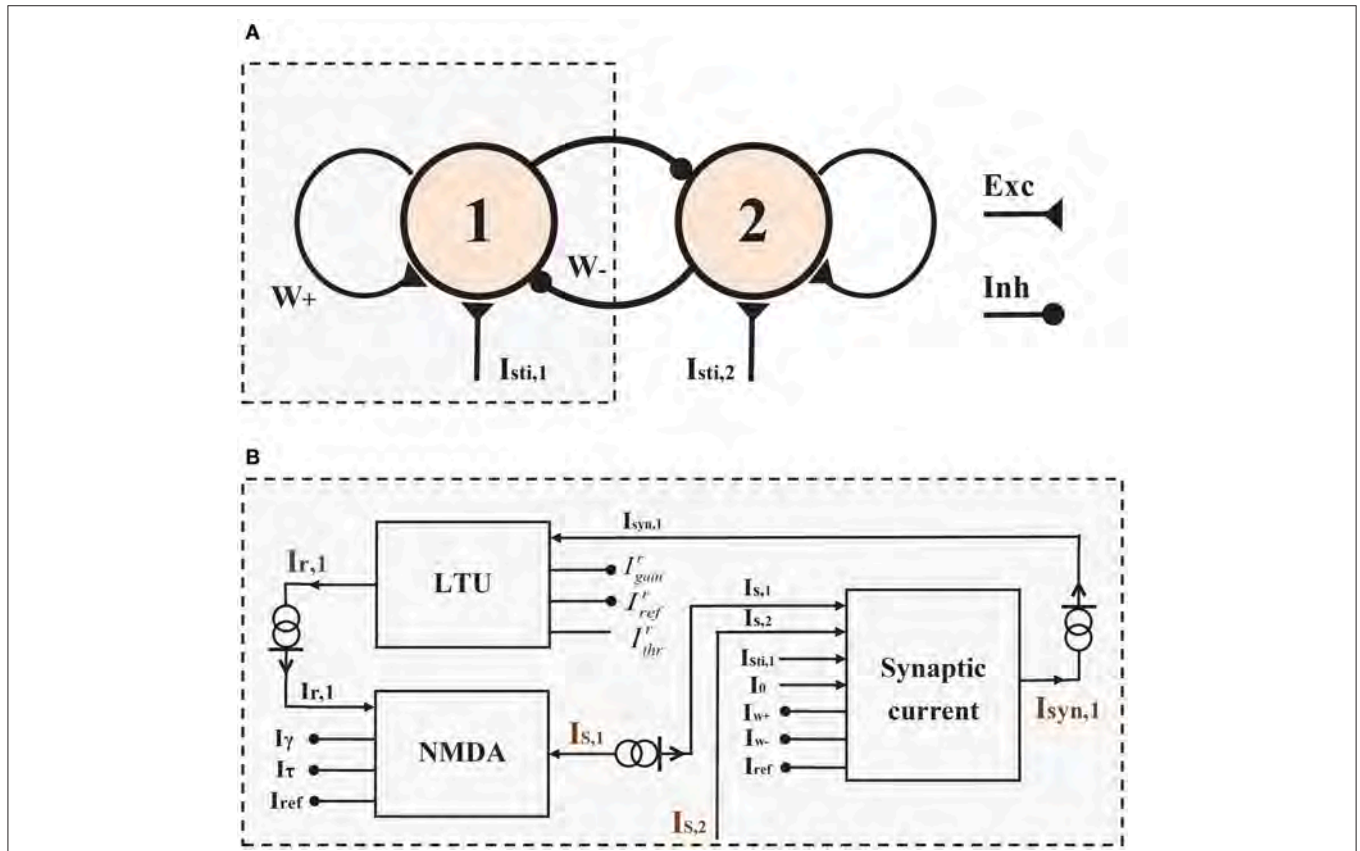 A
1
2
Exc
Inh
W+
W-
Isti,1
Isti,2
B
Isyn,1
Ir,1
LTU
I^r_gain
I^r_ref
I^r_thr
Is,1
Is,2
Isti,1
I0
Iw+
Iw-
Iref
Synaptic
current
Isyn,1
Ir,1
Iγ
Iτ
Iref
NMDA
Is,1
Is,2